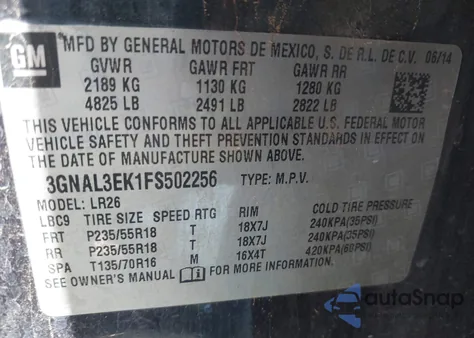 GM
MFD BY GENERAL MOTORS DE MEXICO, S. DE R.L. DE C.V. 06/14
GVWR GAWR FRT GAWR RR
2189 KG 1130 KG 1280 KG
4825 LB 2491 LB 2822 LB
THIS VEHICLE CONFORMS TO ALL APPLICABLE U.S. FEDERAL MOTOR
VEHICLE SAFETY AND THEFT PREVENTION STANDARDS IN EFFECT ON
THE DATE OF MANUFACTURE SHOWN ABOVE.
3GNAL3EK1FS502256 TYPE: M.P.V.
MODEL: LR26
LBC9 TIRE SIZE SPEED RTG RIM COLD TIRE PRESSURE
FRT P235/55R18 T 18X7J 240KPA(35PSI)
RR P235/55R18 T 18X7J 240KPA(35PSI)
SPA T135/70R16 M 16X4T 420KPA(60PSI)
SEE OWNER'S MANUAL FOR MORE INFORMATION.
autoSnap